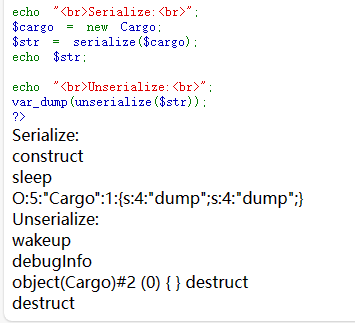 echo "<br>Serialize:<br>";
$cargo = new Cargo;
$str = serialize($cargo);
echo $str;
echo "<br>Unserialize:<br>";
var_dump(unserialize($str));
?>
Serialize:
construct
sleep
O:5:"Cargo":1:{s:4:"dump";s:4:"dump";}
Unserialize:
wakeup
debugInfo
object(Cargo)#2 (0) { } destruct
destruct